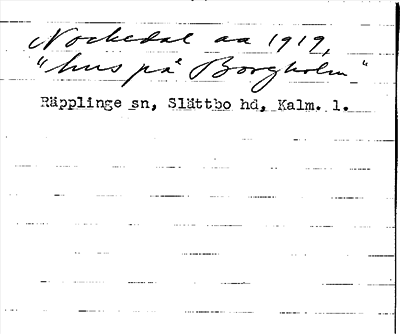 Nockedal aa 1919,
"hus på Borgholm"
Räpplinge sn, Slättbo hd, Kalm. l.